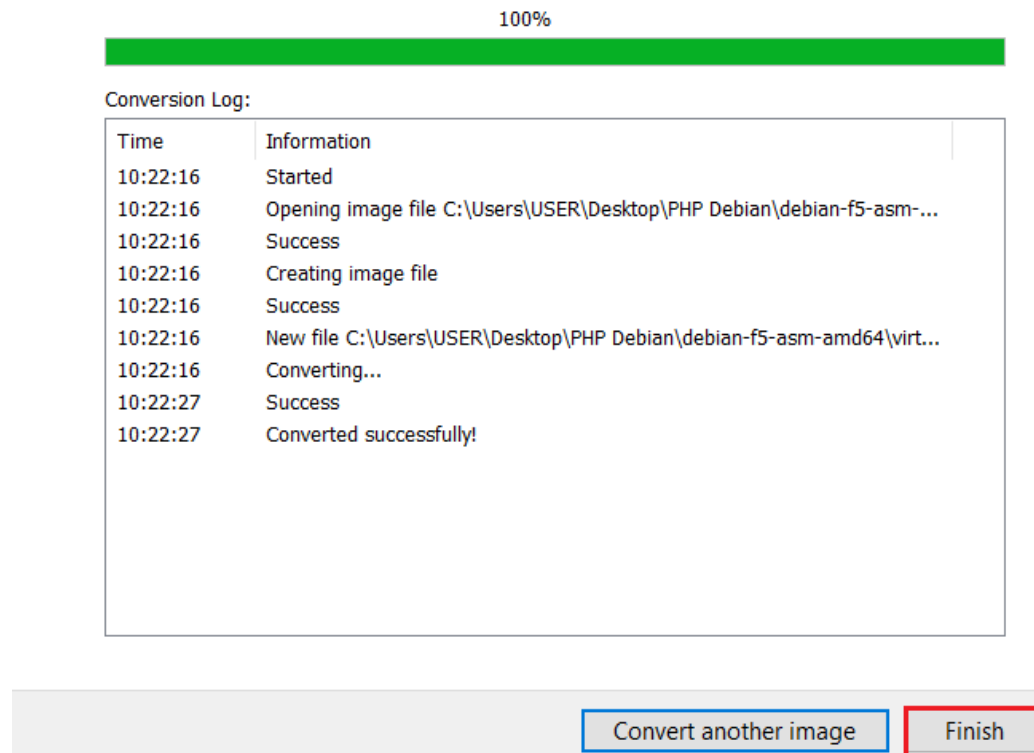 100%
Conversion Log:
Time Information
10:22:16 Started
10:22:16 Opening image file C:\Users\USER\Desktop\PHP Debian\debian-f5-asm-...
10:22:16 Success
10:22:16 Creating image file
10:22:16 Success
10:22:16 New file C:\Users\USER\Desktop\PHP Debian\debian-f5-asm-amd64\virt...
10:22:16 Converting...
10:22:27 Success
10:22:27 Converted successfully!
Convert another image Finish